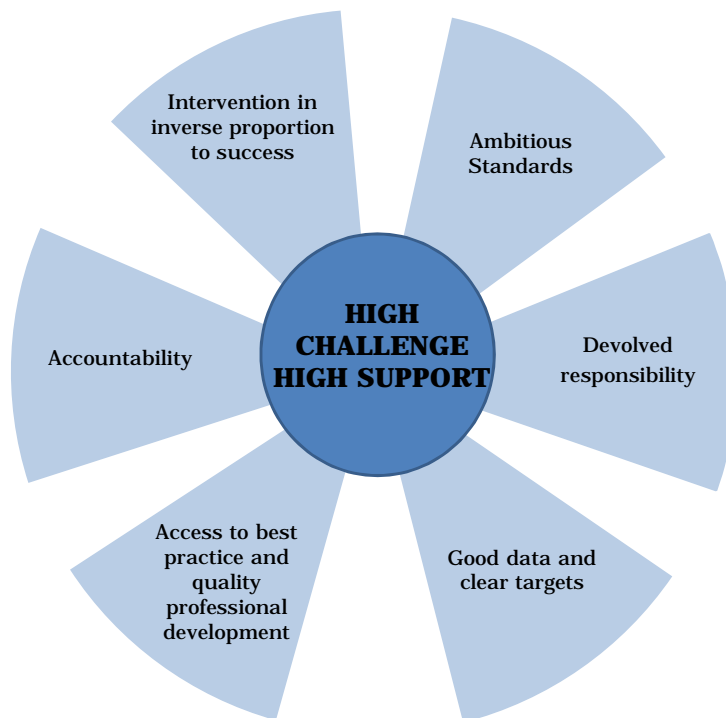 Intervention in
inverse proportion
to success
Ambitious
Standards
Accountability
HIGH
CHALLENGE
HIGH SUPPORT
Devolved
responsibility
Access to best
practice and
quality
professional
development
Good data and
clear targets